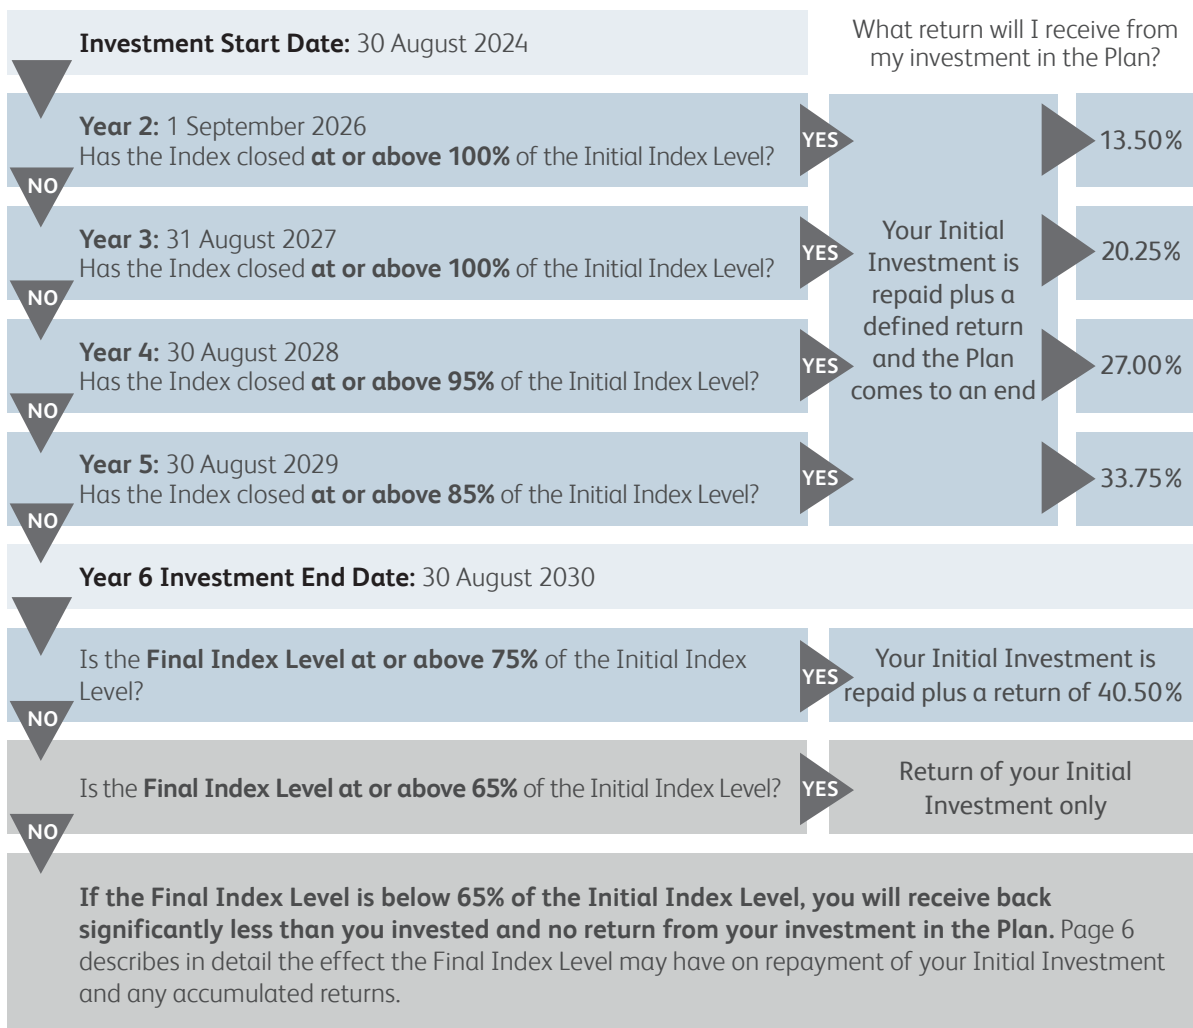 Investment Start Date: 30 August 2024
What return will I receive from
my investment in the Plan?
Year 2: 1 September 2026
Has the Index closed at or above 100% of the Initial Index Level?
YES
13.50%
NO
Year 3: 31 August 2027
Has the Index closed at or above 100% of the Initial Index Level?
YES
20.25%
NO
Your Initial
Investment is
repaid plus a
defined return
and the Plan
comes to an end
Year 4: 30 August 2028
Has the Index closed at or above 95% of the Initial Index Level?
YES
27.00%
NO
Year 5: 30 August 2029
Has the Index closed at or above 85% of the Initial Index Level?
YES
33.75%
NO
Year 6 Investment End Date: 30 August 2030
Is the Final Index Level at or above 75% of the Initial Index
Level?
YES
Your Initial Investment is
repaid plus a return of 40.50%
NO
Is the Final Index Level at or above 65% of the Initial Index Level?
YES
Return of your Initial
Investment only
NO
If the Final Index Level is below 65% of the Initial Index Level, you will receive back
significantly less than you invested and no return from your investment in the Plan. Page 6
describes in detail the effect the Final Index Level may have on repayment of your Initial Investment
and any accumulated returns.